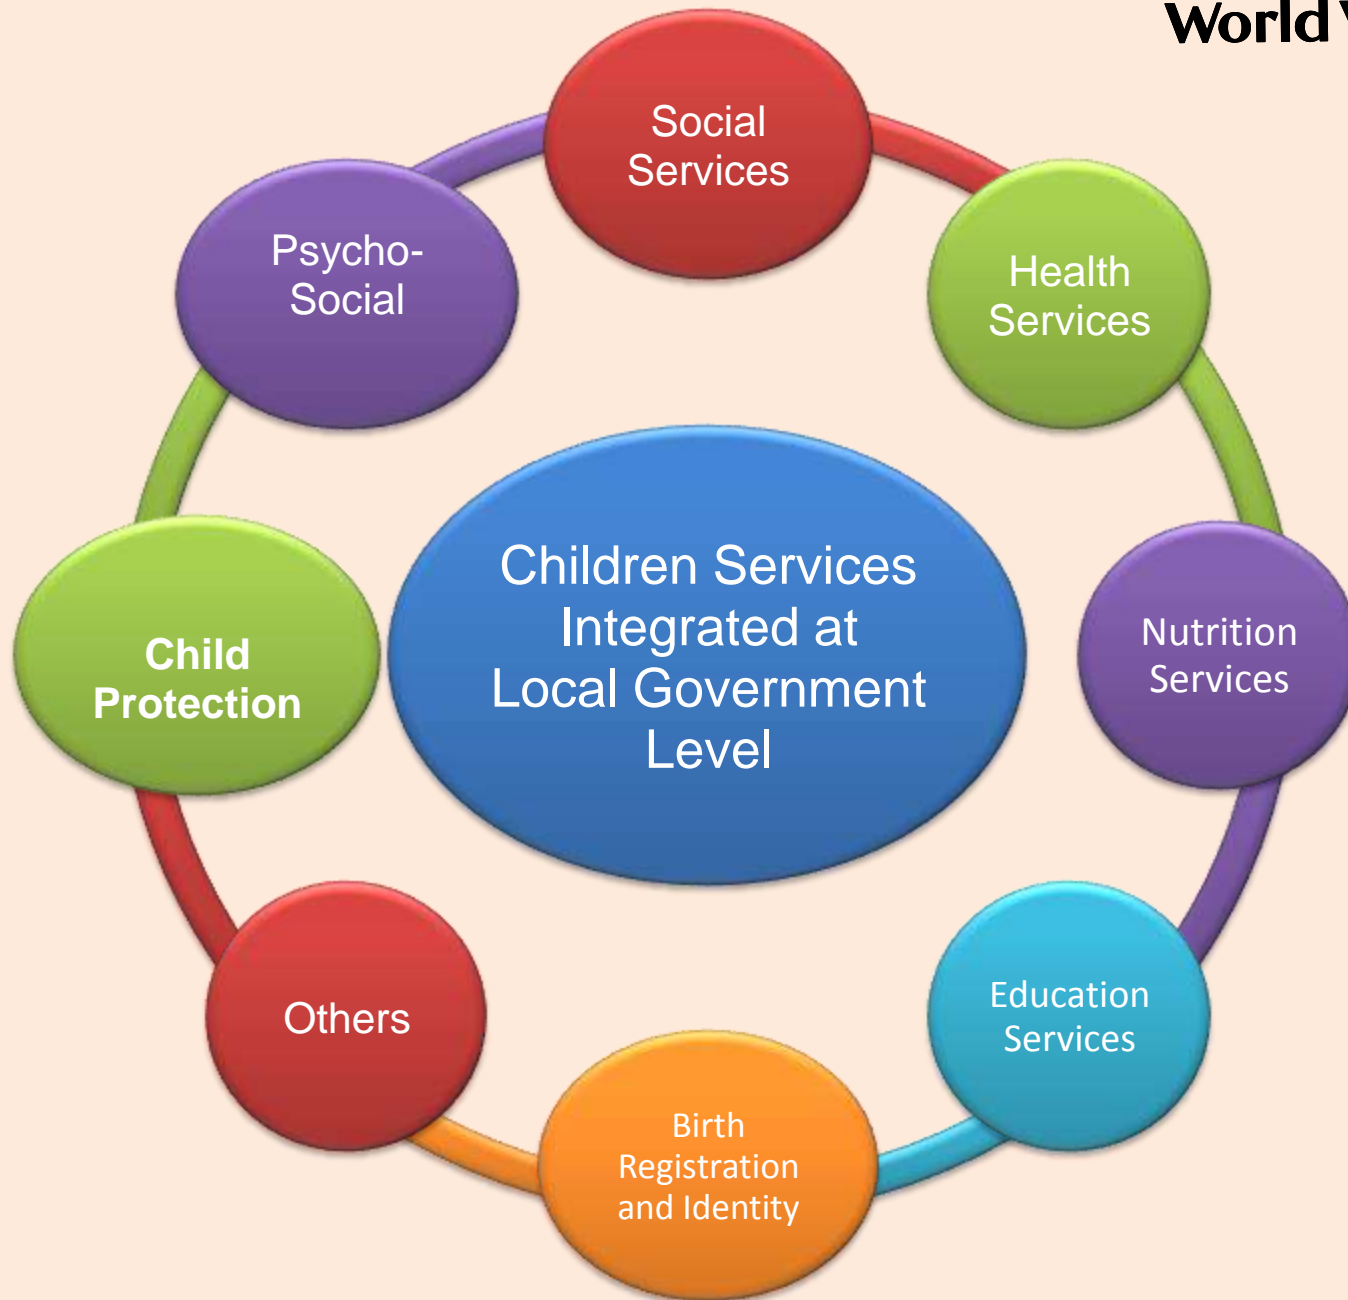 World
Social
Services
Health
Services
Nutrition
Services
Education
Services
Birth
Registration
and Identity
Others
Child
Protection
Psycho-
Social
Children Services
Integrated at
Local Government
Level